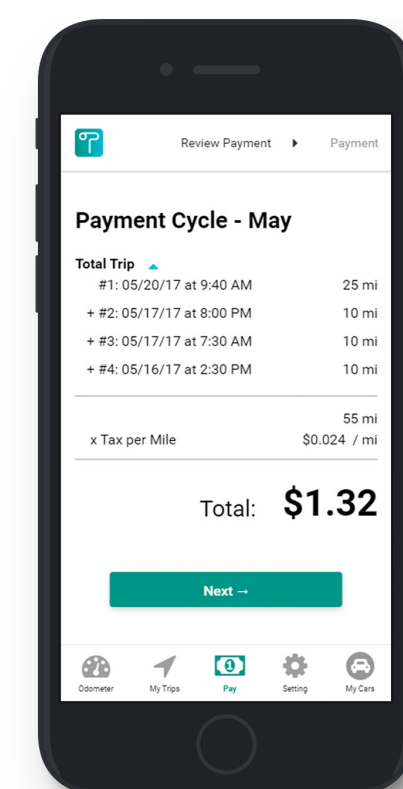 Review Payment ▶ Payment
Payment Cycle - May
Total Trip ▲
#1: 05/20/17 at 9:40 AM 25 mi
+ #2: 05/17/17 at 8:00 PM 10 mi
+ #3: 05/17/17 at 7:30 AM 10 mi
+ #4: 05/16/17 at 2:30 PM 10 mi
55 mi
x Tax per Mile $0.024 / mi
Total: $1.32
Next →
1
Odometer My Trips Pay Setting My Cars